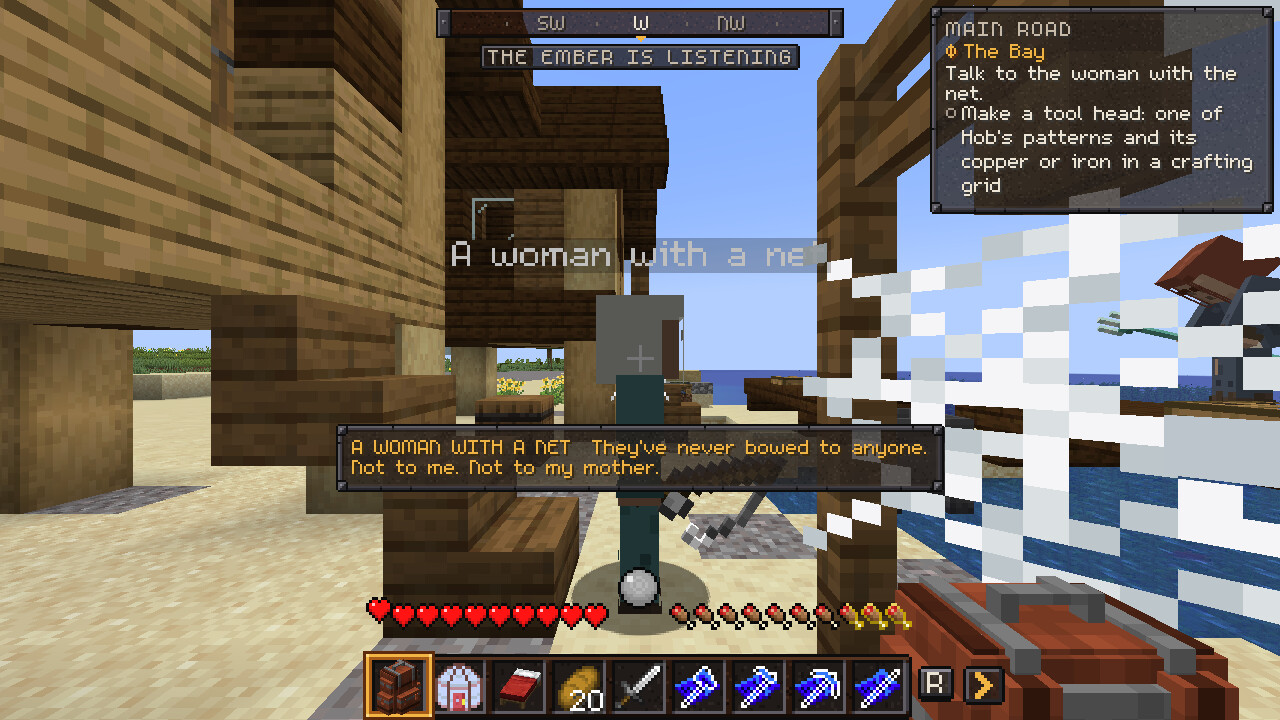 SW W NW
THE EMBER IS LISTENING
MAIN ROAD
The Bay
Talk to the woman with the
net.
Make a tool head: one of
Hob's patterns and its
copper or iron in a crafting
grid
A woman with a net
A WOMAN WITH A NET They've never bowed to anyone.
Not to me. Not to my mother.
20
R